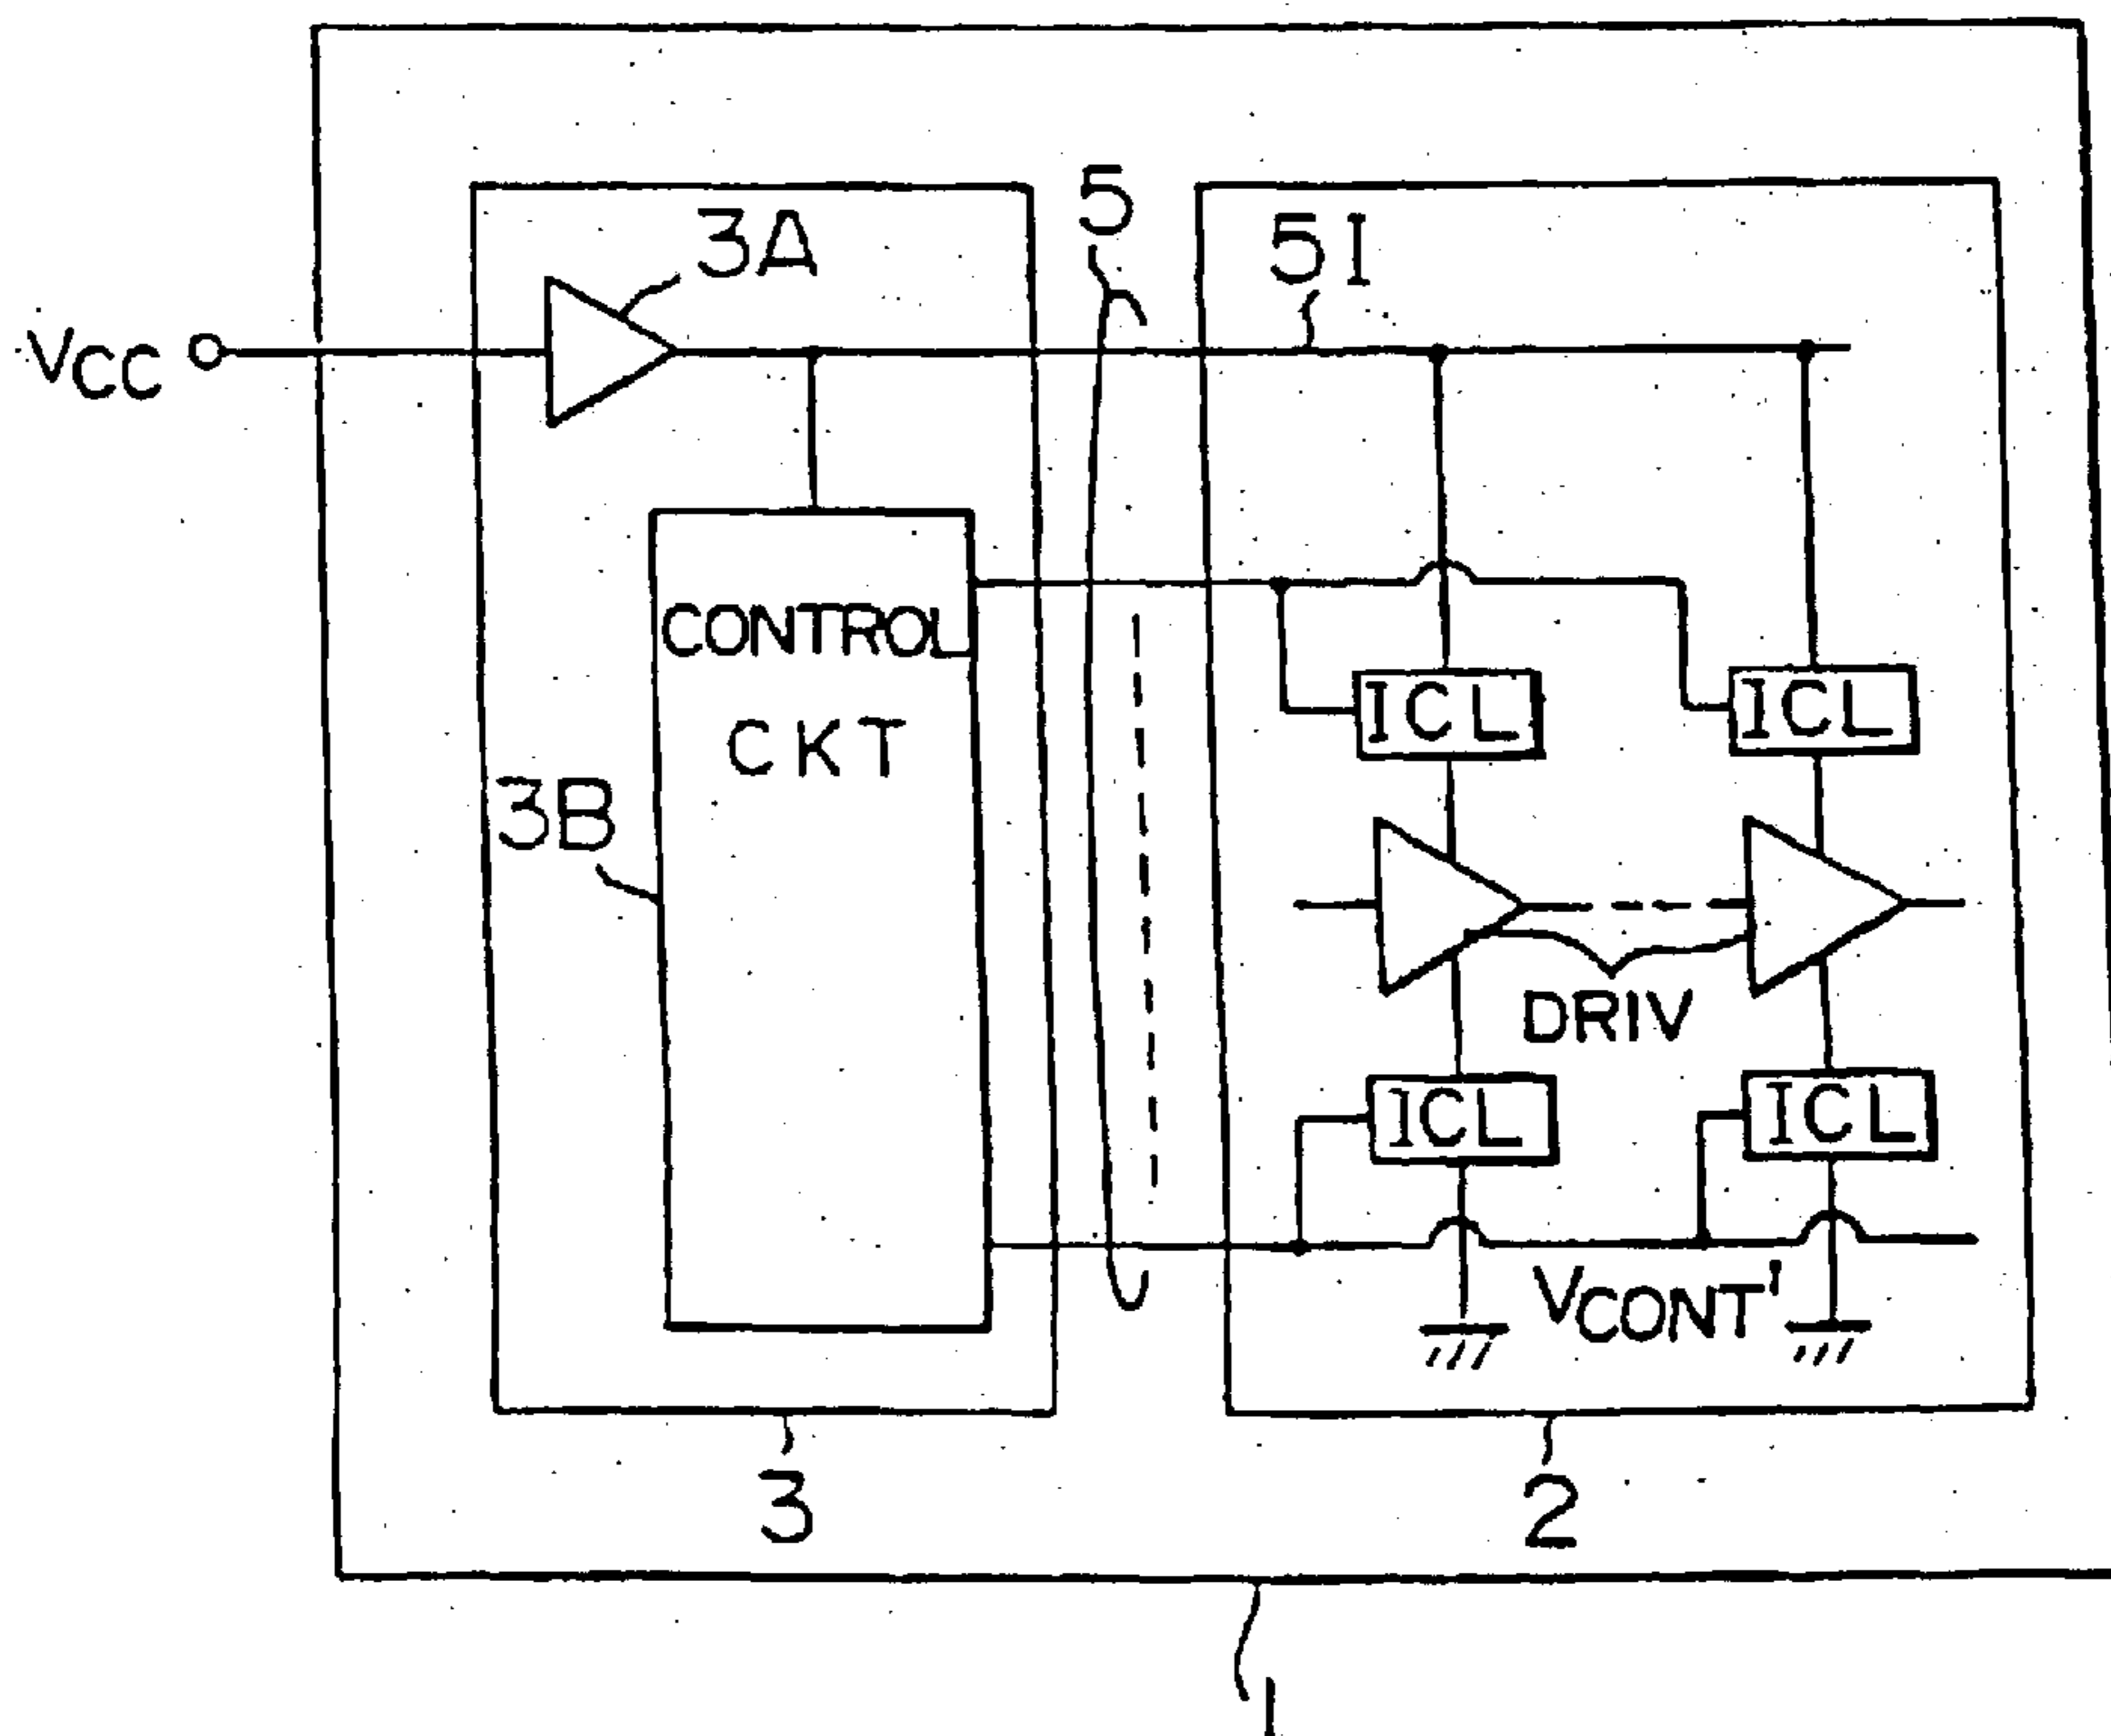 5
3A
5I
VCC
CONTROL
CKT
ICL
ICL
3B
DRIV
ICL
ICL
VCONT'
3
2
1